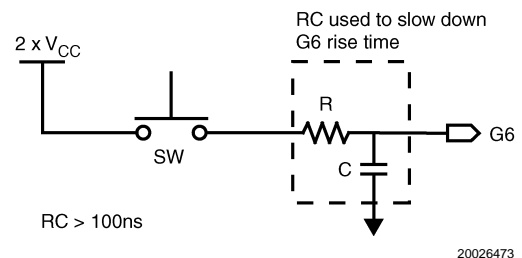 RC used to slow down
G6 rise time
2 x VCC
R
G6
SW
C
RC > 100ns
20026473